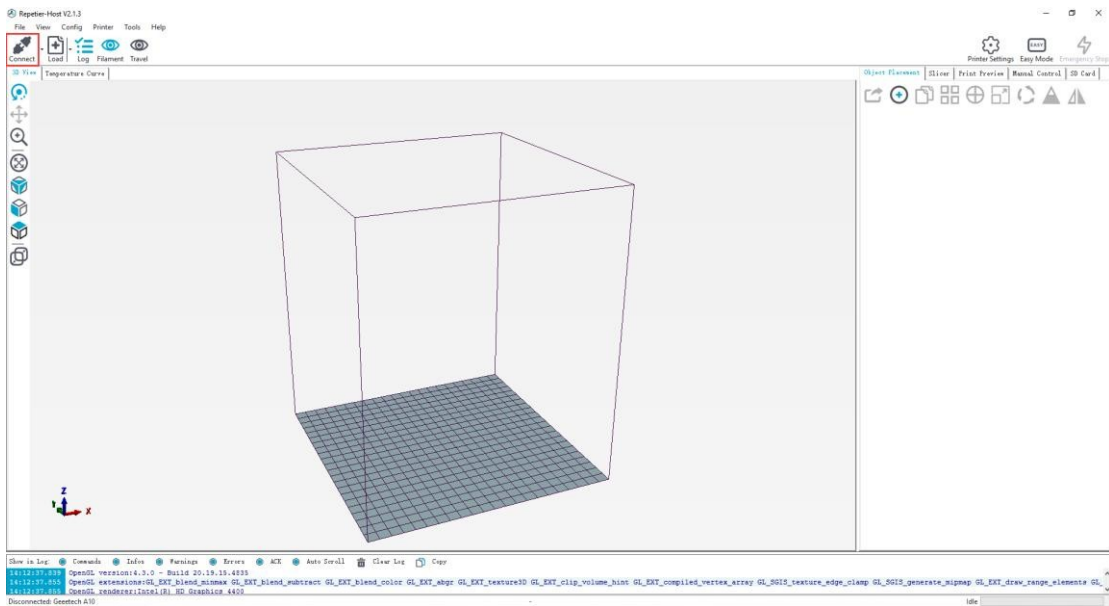 Repetier-Host V2.1.3
File View Config Printer Tools Help
Connect Load Log Filament Travel
Printer Settings Easy Mode Emergency Stop
EASY
3D View Temperature Curve
Object Placement Slicer Print Preview Manual Control SD Card
Z
Y
X
Show in Log: Commands Infos Warnings Errors ACK Auto Scroll Clear Log Copy
14:12:37.839 OpenGL version:4.3.0 - Build 20.19.15.4835
14:12:37.855 OpenGL extensions:GL_EXT_blend_minmax GL_EXT_blend_subtract GL_EXT_blend_color GL_EXT_abgr GL_EXT_texture3D GL_EXT_clip_volume_hint GL_EXT_compiled_vertex_array GL_SGIS_texture_edge_clamp GL_SGIS_generate_mipmap GL_EXT_draw_range_elements GL_
14:12:37.855 OpenGL renderer:Intel(R) HD Graphics 4400
Disconnected: Geeetech A10 - Idle